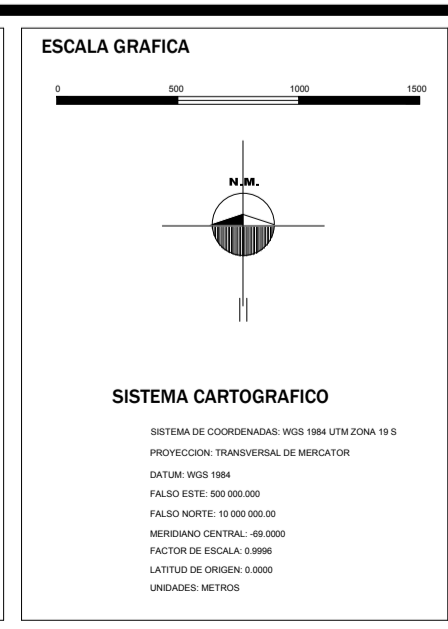 ESCALA GRAFICA
0 500 1000 1500
N.M.
SISTEMA CARTOGRAFICO
SISTEMA DE COORDENADAS: WGS 1984 UTM ZONA 19 S
PROYECCION: TRANSVERSAL DE MERCATOR
DATUM: WGS 1984
FALSO ESTE: 500 000.000
FALSO NORTE: 10 000 000.00
MERIDIANO CENTRAL: -69.0000
FACTOR DE ESCALA: 0.9996
LATITUD DE ORIGEN: 0.0000
UNIDADES: METROS